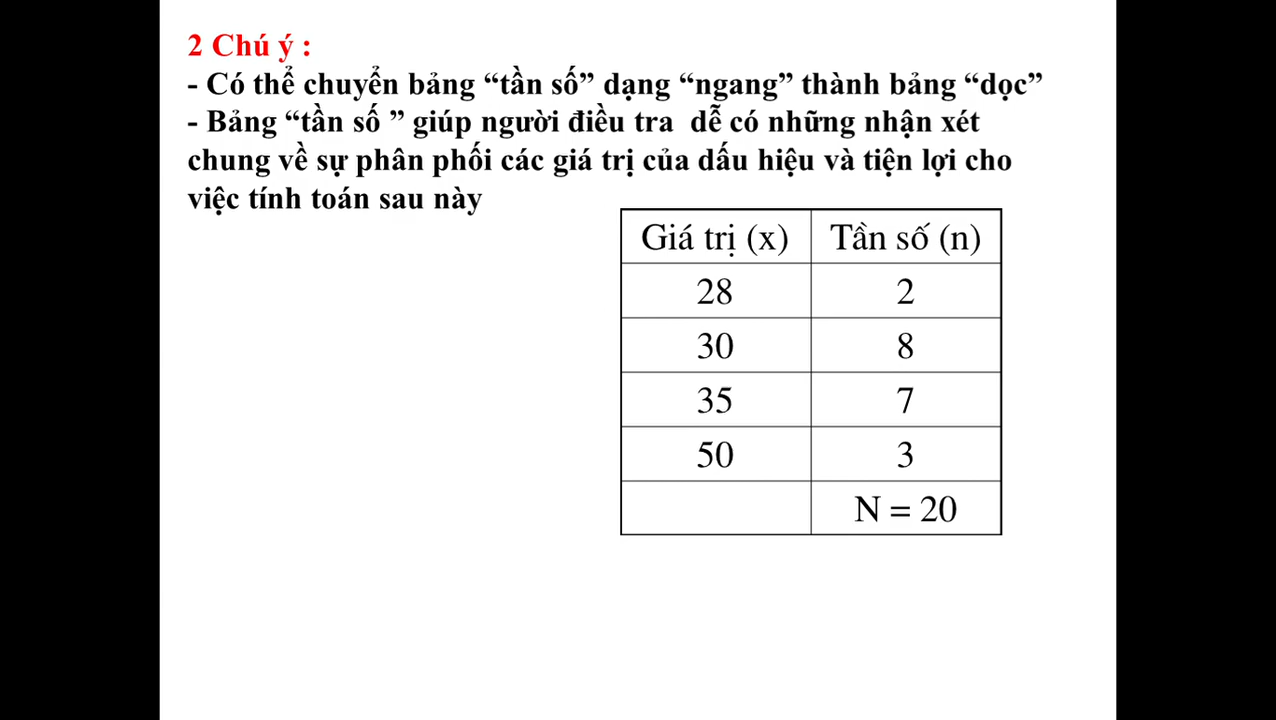 2 Chú ý :
- Có thể chuyển bảng “tần số” dạng “ngang” thành bảng “dọc”
- Bảng “tần số ” giúp người điều tra dễ có những nhận xét
chung về sự phân phối các giá trị của dấu hiệu và tiện lợi cho
việc tính toán sau này
Giá trị (x) Tần số (n)
28 2
30 8
35 7
50 3
N = 20